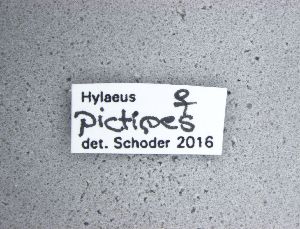 Hylaeus ♀
pictipes
det. Schoder 2016